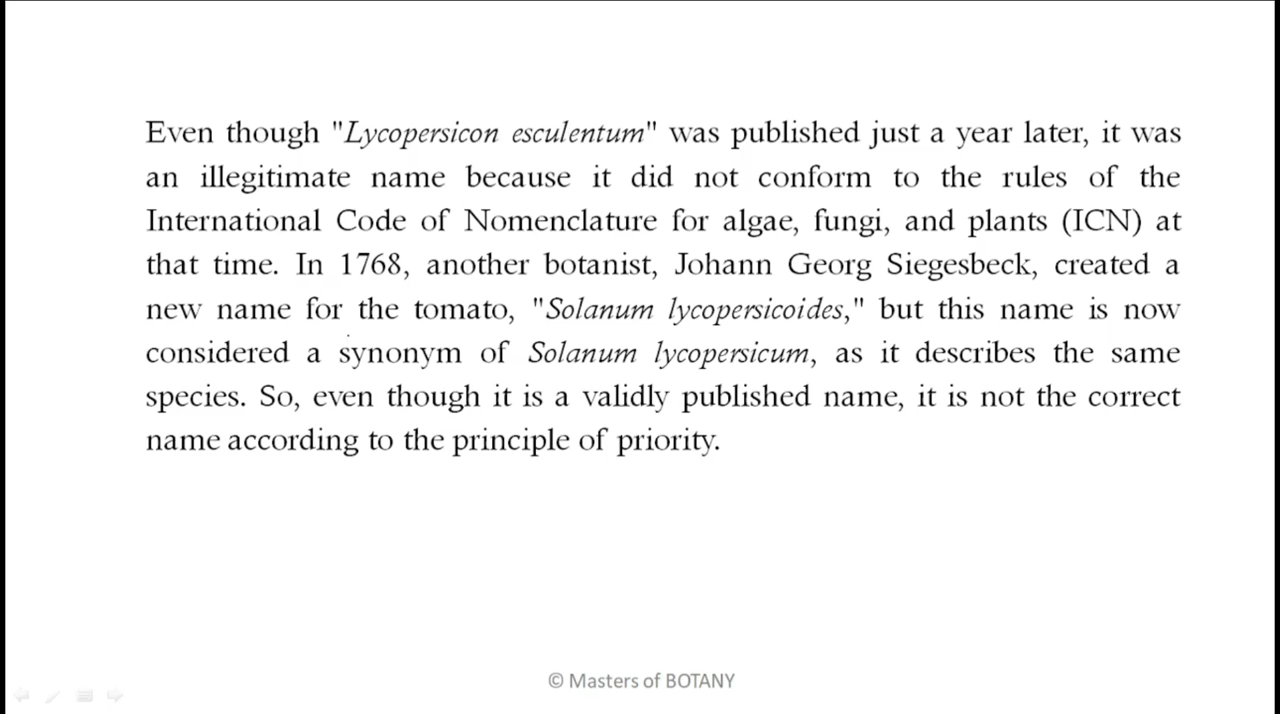 Even though "Lycopersicon esculentum" was published just a year later, it was
an illegitimate name because it did not conform to the rules of the
International Code of Nomenclature for algae, fungi, and plants (ICN) at
that time. In 1768, another botanist, Johann Georg Siegesbeck, created a
new name for the tomato, "Solanum lycopersicoides," but this name is now
considered a synonym of Solanum lycopersicum, as it describes the same
species. So, even though it is a validly published name, it is not the correct
name according to the principle of priority.
© Masters of BOTANY